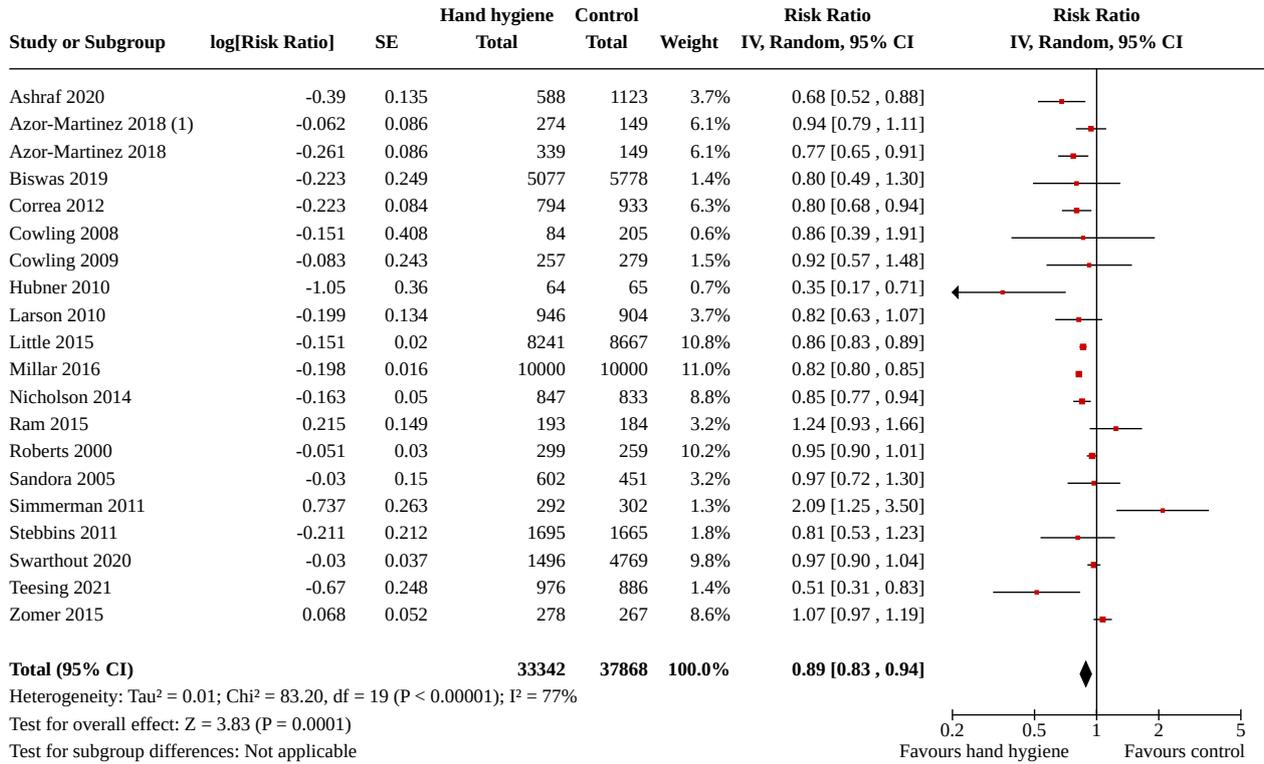 Hand hygiene Control Risk Ratio Risk Ratio
Study or Subgroup log[Risk Ratio] SE Total Total Weight IV, Random, 95% CI IV, Random, 95% CI
Ashraf 2020 -0.39 0.135 588 1123 3.7% 0.68 [0.52 , 0.88]
Azor-Martinez 2018 (1) -0.062 0.086 274 149 6.1% 0.94 [0.79 , 1.11]
Azor-Martinez 2018 -0.261 0.086 339 149 6.1% 0.77 [0.65 , 0.91]
Biswas 2019 -0.223 0.249 5077 5778 1.4% 0.80 [0.49 , 1.30]
Correa 2012 -0.223 0.084 794 933 6.3% 0.80 [0.68 , 0.94]
Cowling 2008 -0.151 0.408 84 205 0.6% 0.86 [0.39 , 1.91]
Cowling 2009 -0.083 0.243 257 279 1.5% 0.92 [0.57 , 1.48]
Hubner 2010 -1.05 0.36 64 65 0.7% 0.35 [0.17 , 0.71]
Larson 2010 -0.199 0.134 946 904 3.7% 0.82 [0.63 , 1.07]
Little 2015 -0.151 0.02 8241 8667 10.8% 0.86 [0.83 , 0.89]
Millar 2016 -0.198 0.016 10000 10000 11.0% 0.82 [0.80 , 0.85]
Nicholson 2014 -0.163 0.05 847 833 8.8% 0.85 [0.77 , 0.94]
Ram 2015 0.215 0.149 193 184 3.2% 1.24 [0.93 , 1.66]
Roberts 2000 -0.051 0.03 299 259 10.2% 0.95 [0.90 , 1.01]
Sandora 2005 -0.03 0.15 602 451 3.2% 0.97 [0.72 , 1.30]
Simmerman 2011 0.737 0.263 292 302 1.3% 2.09 [1.25 , 3.50]
Stebbins 2011 -0.211 0.212 1695 1665 1.8% 0.81 [0.53 , 1.23]
Swarthout 2020 -0.03 0.037 1496 4769 9.8% 0.97 [0.90 , 1.04]
Teesing 2021 -0.67 0.248 976 886 1.4% 0.51 [0.31 , 0.83]
Zomer 2015 0.068 0.052 278 267 8.6% 1.07 [0.97 , 1.19]
Total (95% CI) 33342 37868 100.0% 0.89 [0.83 , 0.94]
Heterogeneity: Tau² = 0.01; Chi² = 83.20, df = 19 (P < 0.00001); I² = 77%
Test for overall effect: Z = 3.83 (P = 0.0001) 0.2 0.5 1 2 5
Test for subgroup differences: Not applicable Favours hand hygiene Favours control